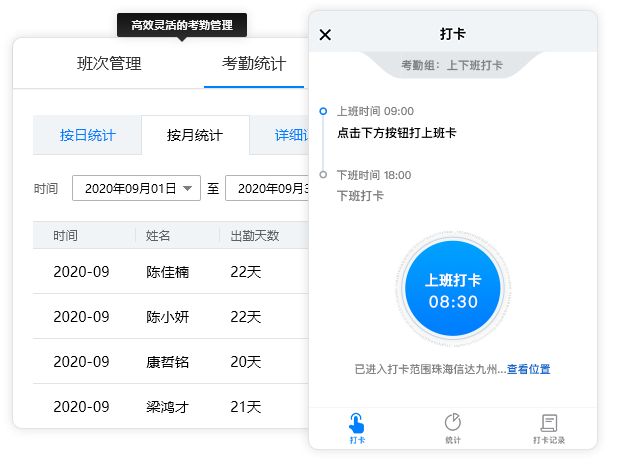 高效灵活的考勤管理
班次管理 考勤统计
按日统计 按月统计 详细
时间 2020年09月01日 至 2020年09月3
时间 姓名 出勤天数
2020-09 陈佳楠 22天
2020-09 陈小妍 22天
2020-09 康哲铭 20天
2020-09 梁鸿才 21天
打卡
考勤组：上下班打卡
上班时间 09:00
点击下方按钮打上班卡
下班时间 18:00
下班打卡
上班打卡
08:30
已进入打卡范围珠海信达九州...查看位置
打卡 统计 打卡记录